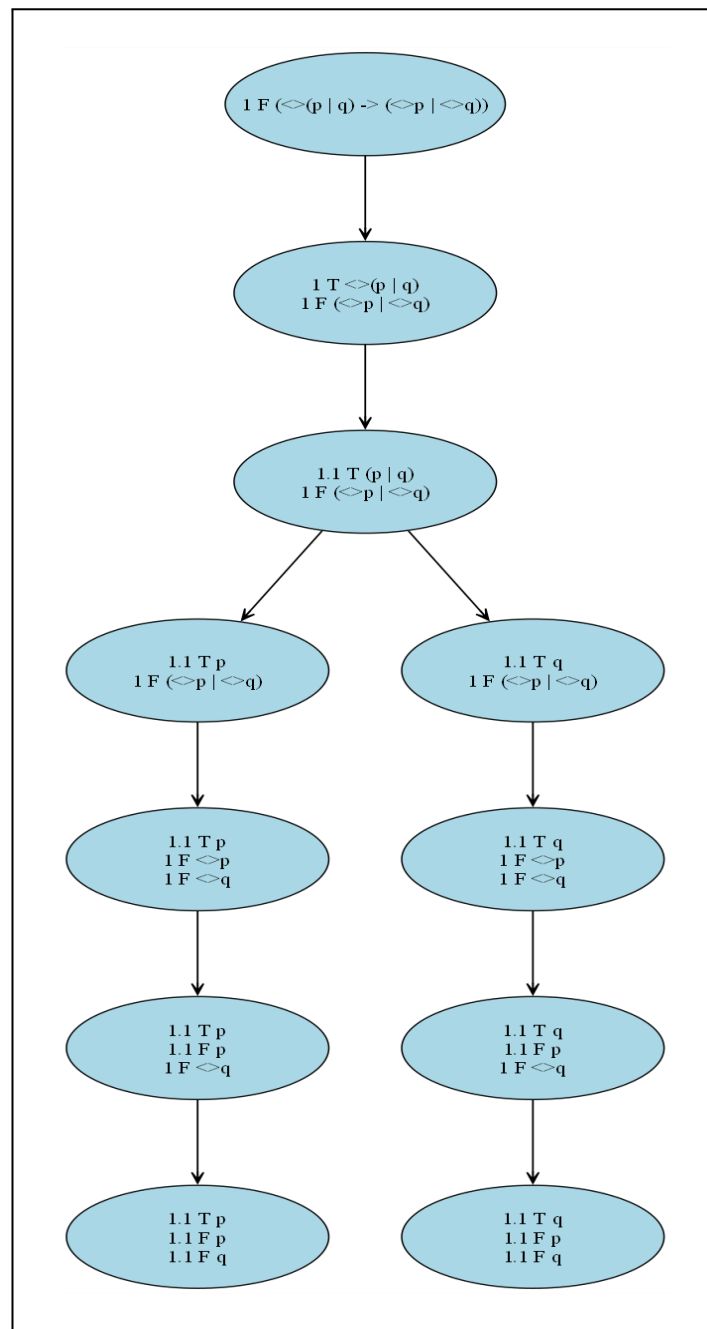 1 F (<>(p | q) -> (<>p | <>q))
1 T <>(p | q)
1 F (<>p | <>q)
1.1 T (p | q)
1 F (<>p | <>q)
1.1 T p
1 F (<>p | <>q)
1.1 T q
1 F (<>p | <>q)
1.1 T p
1 F <>p
1 F <>q
1.1 T q
1 F <>p
1 F <>q
1.1 T p
1.1 F p
1 F <>q
1.1 T q
1.1 F p
1 F <>q
1.1 T p
1.1 F p
1.1 F q
1.1 T q
1.1 F p
1.1 F q